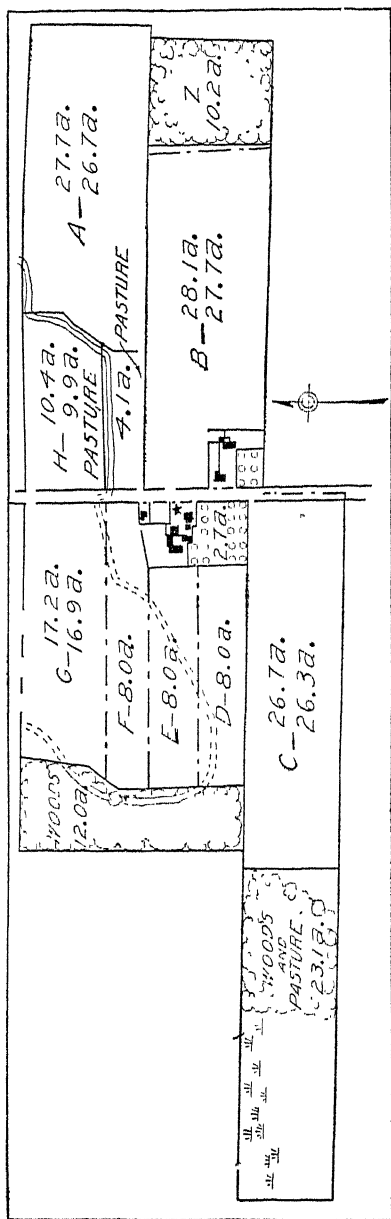 A — 27.7a.
26.7a.
Z
10.2a.
H — 10.4a.
9.9a.
PASTURE
4.1a. PASTURE
B — 28.1a.
27.7a.
G
17.2a.
G — 16.9a.
F — 8.0a.
E — 8.0a.
D — 8.0a.
2.7a.
WOODS
12.0a.
C — 26.7a.
26.3a.
WOODS
AND
PASTURE.
23.1a.